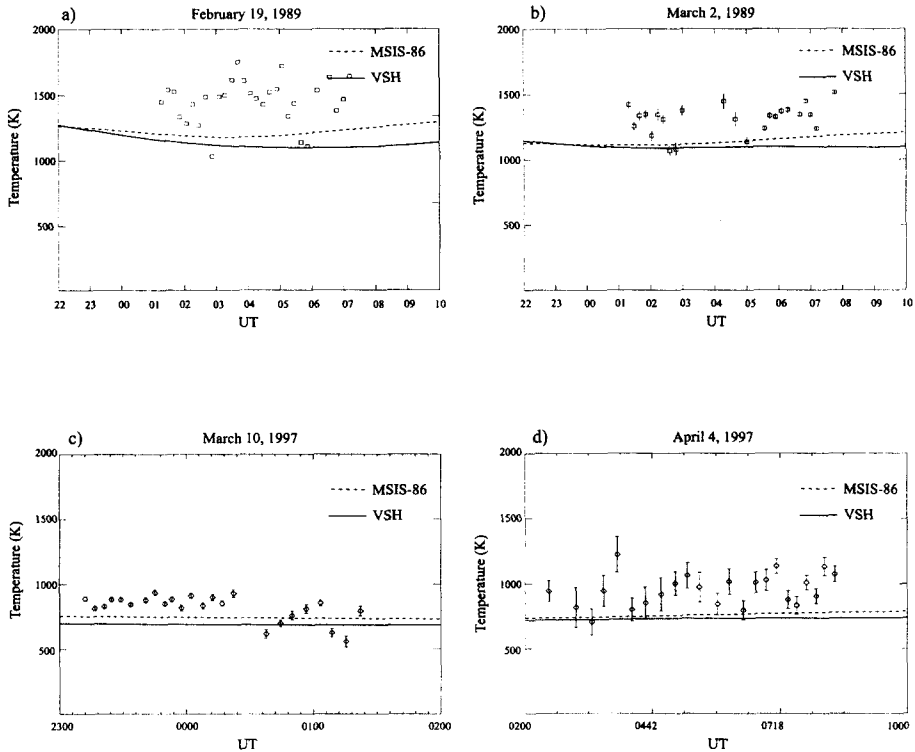 a)
February 19, 1989
2000
1500
1000
500
Temperature (K)
MSIS-86
VSH
22 23 00 01 02 03 04 05 06 07 08 09 10
UT
b)
March 2, 1989
2000
1500
1000
500
Temperature (K)
MSIS-86
VSH
22 23 00 01 02 03 04 05 06 07 08 09 10
UT
c)
March 10, 1997
2000
1500
1000
500
Temperature (K)
MSIS-86
VSH
2300 0000 0100 0200
UT
d)
April 4, 1997
2000
1500
1000
500
Temperature (K)
MSIS-86
VSH
0200 0442 0718 1000
UT